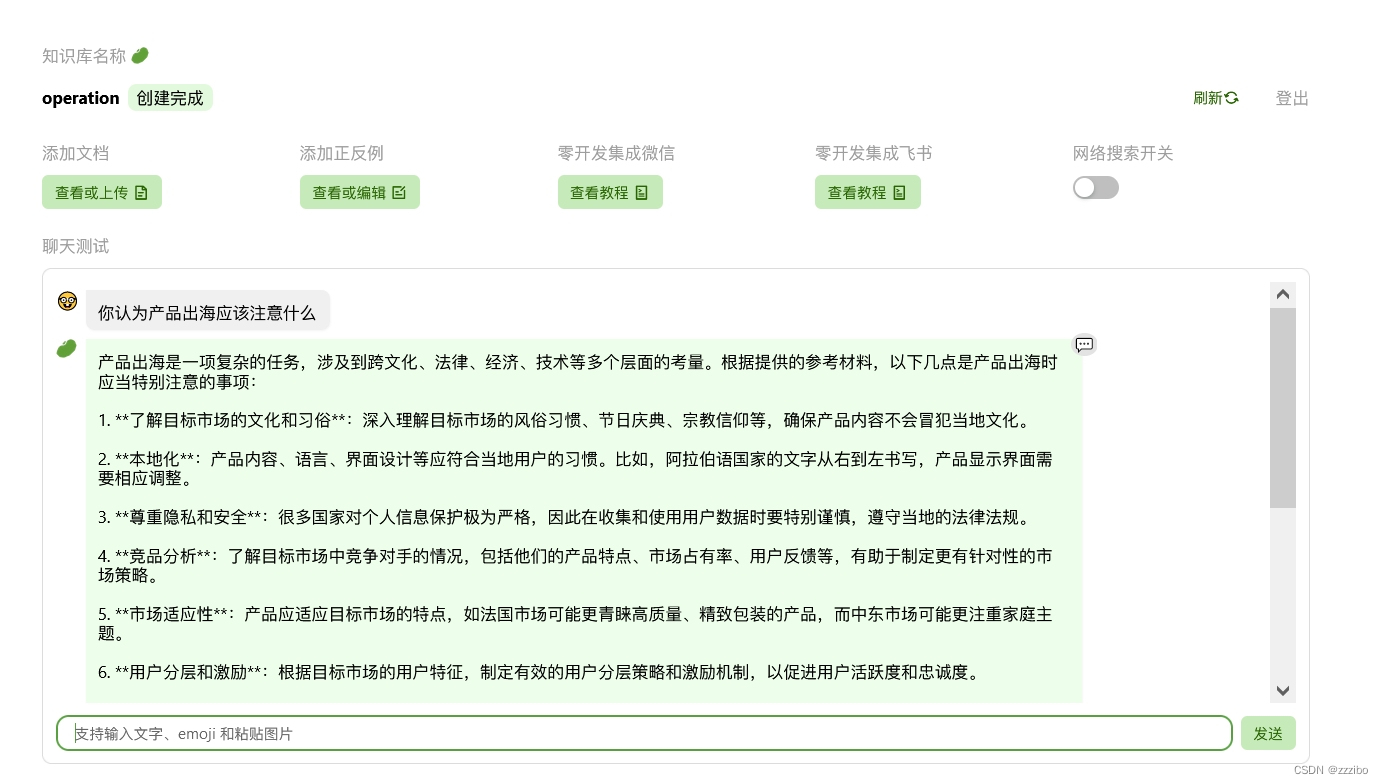 知识库名称
operation 创建完成 刷新 登出
添加文档 添加正反例 零开发集成微信 零开发集成飞书 网络搜索开关
查看或上传 查看或编辑 查看教程 查看教程
聊天测试
你认为产品出海应该注意什么
产品出海是一项复杂的任务，涉及到跨文化、法律、经济、技术等多个层面的考量。根据提供的参考材料，以下几点是产品出海时
应当特别注意的事项：
1. **了解目标市场的文化和习俗**：深入理解目标市场的风俗习惯、节日庆典、宗教信仰等，确保产品内容不会冒犯当地文化。
2. **本地化**：产品内容、语言、界面设计等应符合当地用户的习惯。比如，阿拉伯语国家的文字从右到左书写，产品显示界面需
要相应调整。
3. **尊重隐私和安全**：很多国家对个人信息保护极为严格，因此在收集和使用用户数据时要特别谨慎，遵守当地的法律法规。
4. **竞品分析**：了解目标市场中竞争对手的情况，包括他们的产品特点、市场占有率、用户反馈等，有助于制定更有针对性的市
场策略。
5. **市场适应性**：产品应适应目标市场的特点，如法国市场可能更青睐高质量、精致包装的产品，而中东市场可能更注重家庭主
题。
6. **用户分层和激励**：根据目标市场的用户特征，制定有效的用户分层策略和激励机制，以促进用户活跃度和忠诚度。
支持输入文字、emoji 和粘贴图片 发送
CSDN @zzzibo